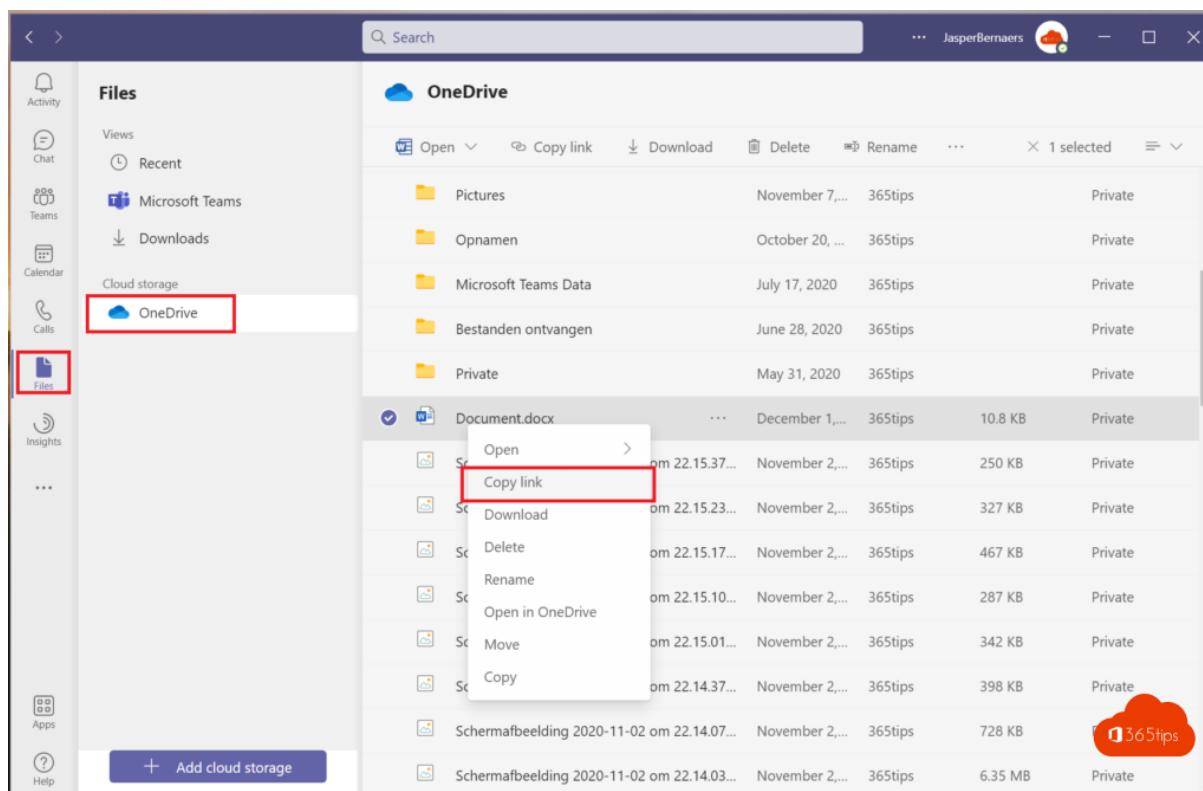 Search
... JasperBernaers
Activity
Chat
Teams
Calendar
Calls
Files
Insights
...
Apps
Help
Files
Views
Recent
Microsoft Teams
Downloads
Cloud storage
OneDrive
+ Add cloud storage
OneDrive
Open Copy link Download Delete Rename ... 1 selected
Pictures November 7,... 365tips Private
Opnamen October 20, ... 365tips Private
Microsoft Teams Data July 17, 2020 365tips Private
Bestanden ontvangen June 28, 2020 365tips Private
Private May 31, 2020 365tips Private
Document.docx ... December 1,... 365tips 10.8 KB Private
om 22.15.37... November 2,... 365tips 250 KB Private
om 22.15.23... November 2,... 365tips 327 KB Private
om 22.15.17... November 2,... 365tips 467 KB Private
om 22.15.10... November 2,... 365tips 287 KB Private
om 22.15.01... November 2,... 365tips 342 KB Private
om 22.14.37... November 2,... 365tips 398 KB Private
Schermafbeelding 2020-11-02 om 22.14.07... November 2,... 365tips 728 KB
Schermafbeelding 2020-11-02 om 22.14.03... November 2,... 365tips 6.35 MB Private
Open
Copy link
Download
Delete
Rename
Open in OneDrive
Move
Copy
365tips